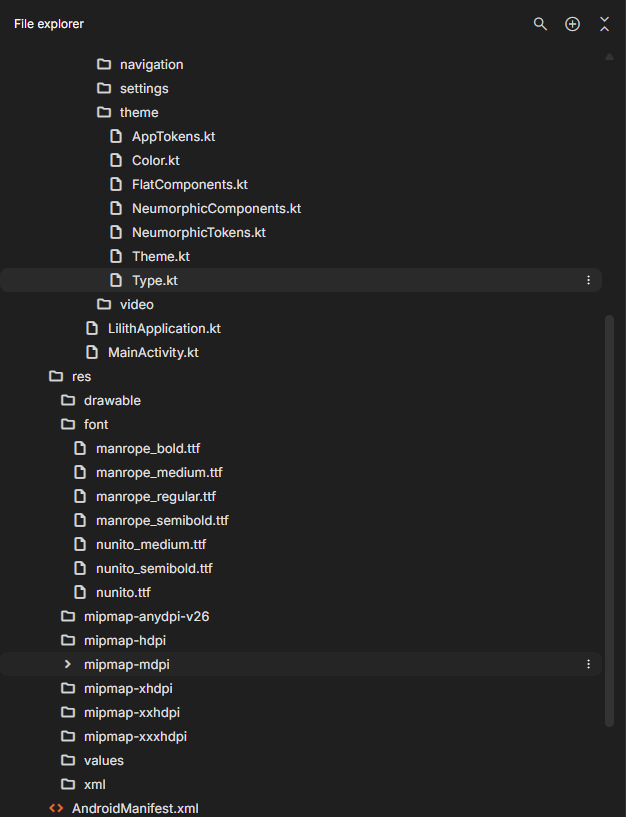 File explorer
navigation
settings
theme
AppTokens.kt
Color.kt
FlatComponents.kt
NeumorphicComponents.kt
NeumorphicTokens.kt
Theme.kt
Type.kt
video
LilithApplication.kt
MainActivity.kt
res
drawable
font
manrope_bold.ttf
manrope_medium.ttf
manrope_regular.ttf
manrope_semibold.ttf
nunito_medium.ttf
nunito_semibold.ttf
nunito.ttf
mipmap-anydpi-v26
mipmap-hdpi
mipmap-mdpi
mipmap-xhdpi
mipmap-xxhdpi
mipmap-xxxhdpi
values
xml
AndroidManifest.xml